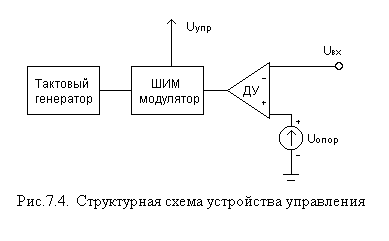 Uупр
Uвх
Тактовый
генератор
ШИМ
модулятор
-
ДУ
+
+
Uопор
-
Рис.7.4. Структурная схема устройства управления